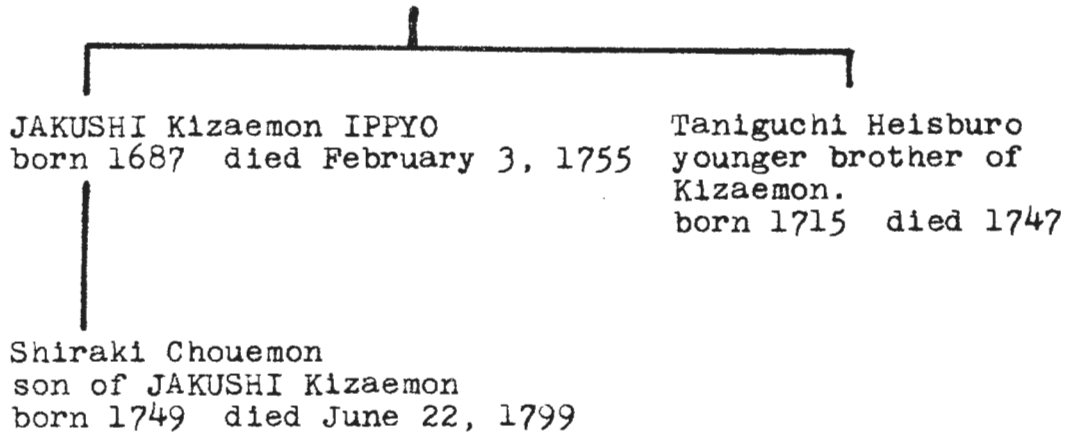 JAKUSHI Kizaemon IPPYO
born 1687 died February 3, 1755
Taniguchi Heisburo
younger brother of
Kizaemon.
born 1715 died 1747
Shiraki Chouemon
son of JAKUSHI Kizaemon
born 1749 died June 22, 1799